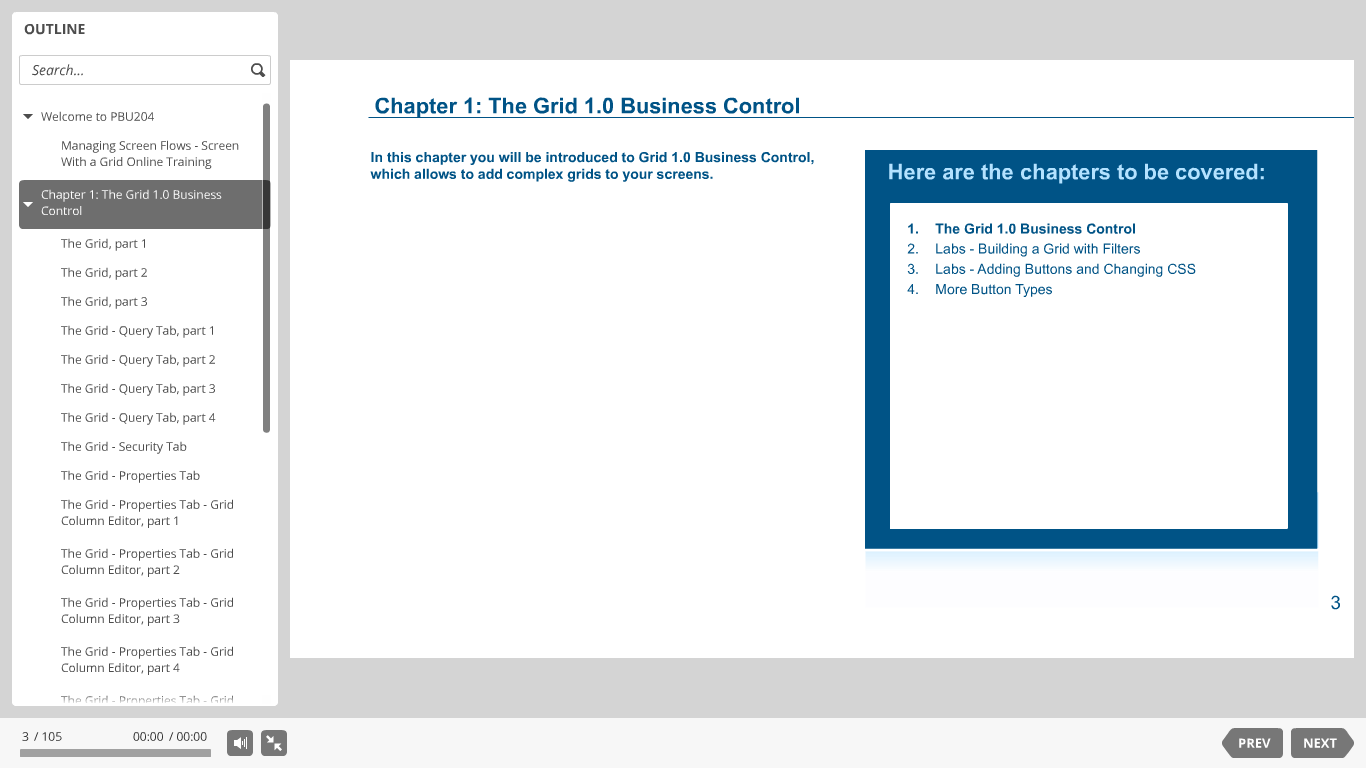 OUTLINE
Search...
Welcome to PBU204
Managing Screen Flows - Screen
With a Grid Online Training
Chapter 1: The Grid 1.0 Business
Control
The Grid, part 1
The Grid, part 2
The Grid, part 3
The Grid - Query Tab, part 1
The Grid - Query Tab, part 2
The Grid - Query Tab, part 3
The Grid - Query Tab, part 4
The Grid - Security Tab
The Grid - Properties Tab
The Grid - Properties Tab - Grid
Column Editor, part 1
The Grid - Properties Tab - Grid
Column Editor, part 2
The Grid - Properties Tab - Grid
Column Editor, part 3
The Grid - Properties Tab - Grid
Column Editor, part 4
The Grid - Properties Tab - Grid
Chapter 1: The Grid 1.0 Business Control
In this chapter you will be introduced to Grid 1.0 Business Control,
which allows to add complex grids to your screens.
Here are the chapters to be covered:
1. The Grid 1.0 Business Control
2. Labs - Building a Grid with Filters
3. Labs - Adding Buttons and Changing CSS
4. More Button Types
3
3 / 105 00:00 / 00:00
PREV NEXT